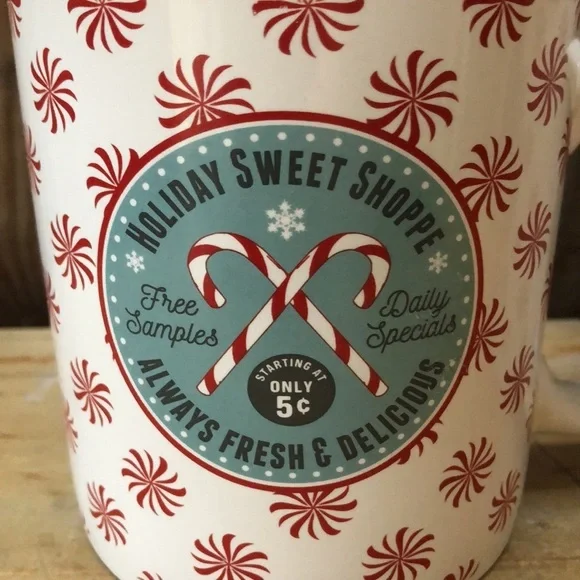 HOLIDAY SWEET SHOPPE
Free
Samples
Daily
Specials
STARTING AT
ONLY
5¢
ALWAYS FRESH & DELICIOUS